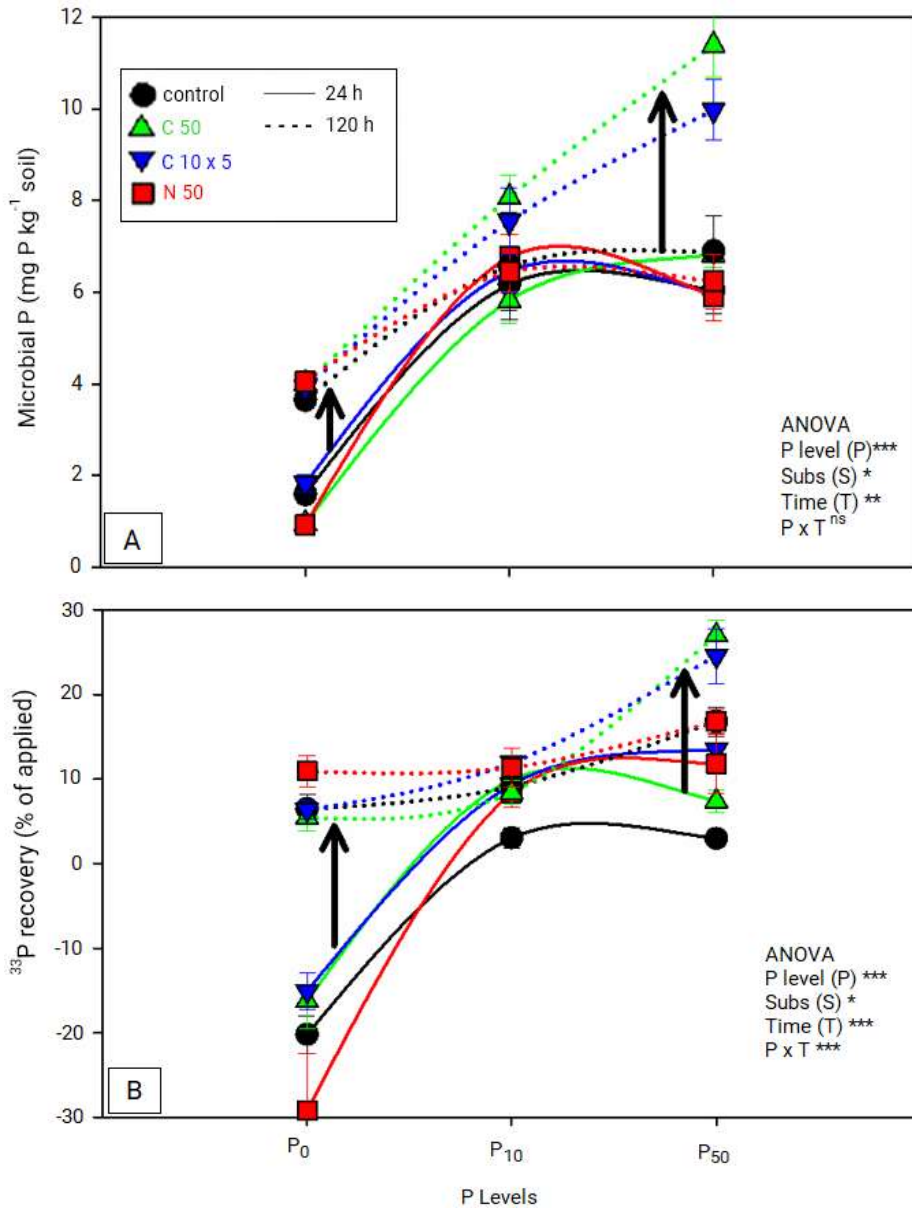 12
10
8
6
4
2
0
Microbial P (mg P kg⁻¹ soil)
control
C 50
C 10 x 5
N 50
24 h
120 h
ANOVA
P level (P)***
Subs (S) *
Time (T) **
P x T ns
A
30
20
10
0
-10
-20
-30
³³P recovery (% of applied)
ANOVA
P level (P) ***
Subs (S) *
Time (T) ***
P x T ***
B
P₀
P₁₀
P₅₀
P Levels